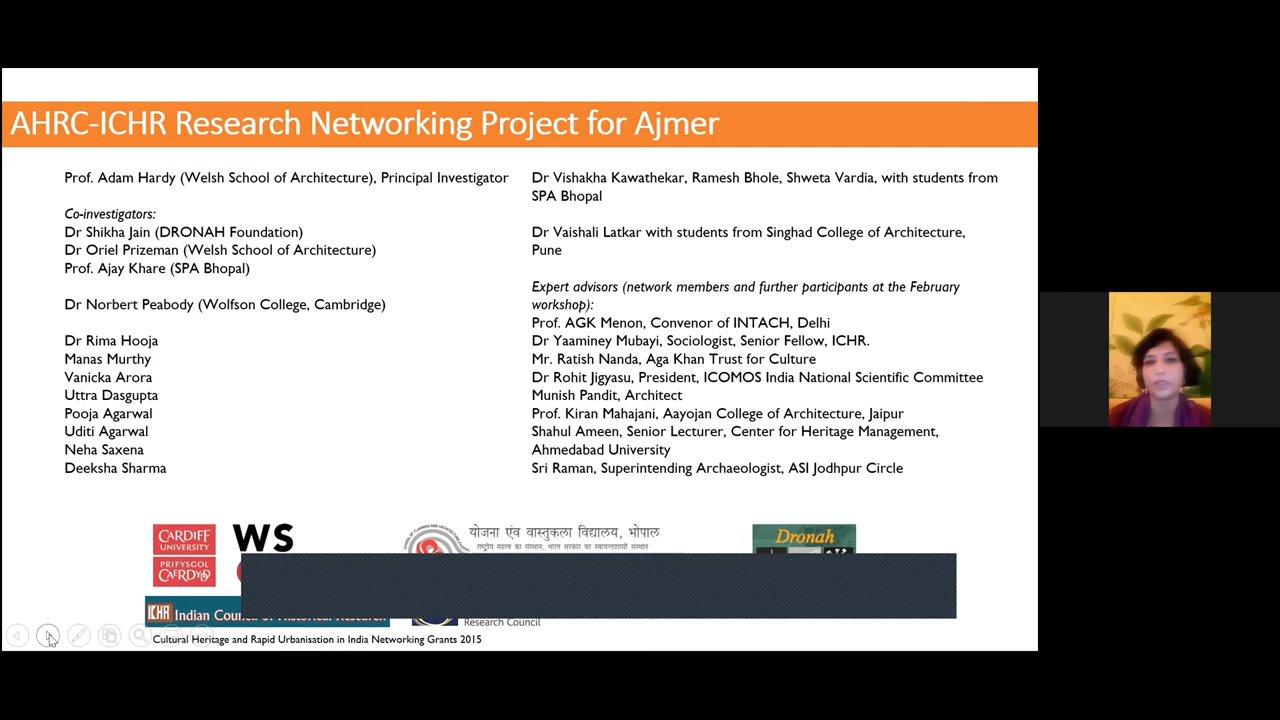 AHRC-ICHR Research Networking Project for Ajmer
Prof. Adam Hardy (Welsh School of Architecture), Principal Investigator
Co-investigators:
Dr Shikha Jain (DRONAH Foundation)
Dr Oriel Prizeman (Welsh School of Architecture)
Prof. Ajay Khare (SPA Bhopal)
Dr Norbert Peabody (Wolfson College, Cambridge)
Dr Rima Hooja
Manas Murthy
Vanicka Arora
Uttra Dasgupta
Pooja Agarwal
Uditi Agarwal
Neha Saxena
Deeksha Sharma
Dr Vishakha Kawathekar, Ramesh Bhole, Shweta Vardia, with students from
SPA Bhopal
Dr Vaishali Latkar with students from Singhad College of Architecture,
Pune
Expert advisors (network members and further participants at the February
workshop):
Prof. AGK Menon, Convenor of INTACH, Delhi
Dr Yaaminey Mubayi, Sociologist, Senior Fellow, ICHR.
Mr. Ratish Nanda, Aga Khan Trust for Culture
Dr Rohit Jigyasu, President, ICOMOS India National Scientific Committee
Munish Pandit, Architect
Prof. Kiran Mahajani, Aayojan College of Architecture, Jaipur
Shahul Ameen, Senior Lecturer, Center for Heritage Management,
Ahmedabad University
Sri Raman, Superintending Archaeologist, ASI Jodhpur Circle
CARDIFF
UNIVERSITY
PRIFYSGOL
CAERDYDD
WS
योजना एंव वास्तुकला विद्यालय, भोपाल
राष्ट्रीय महत्व का संस्थान, भारत सरकार का स्वायत्तशासी संस्थान
Dronah
ICHR Indian Council of Historical Research
Research Council
Cultural Heritage and Rapid Urbanisation in India Networking Grants 2015